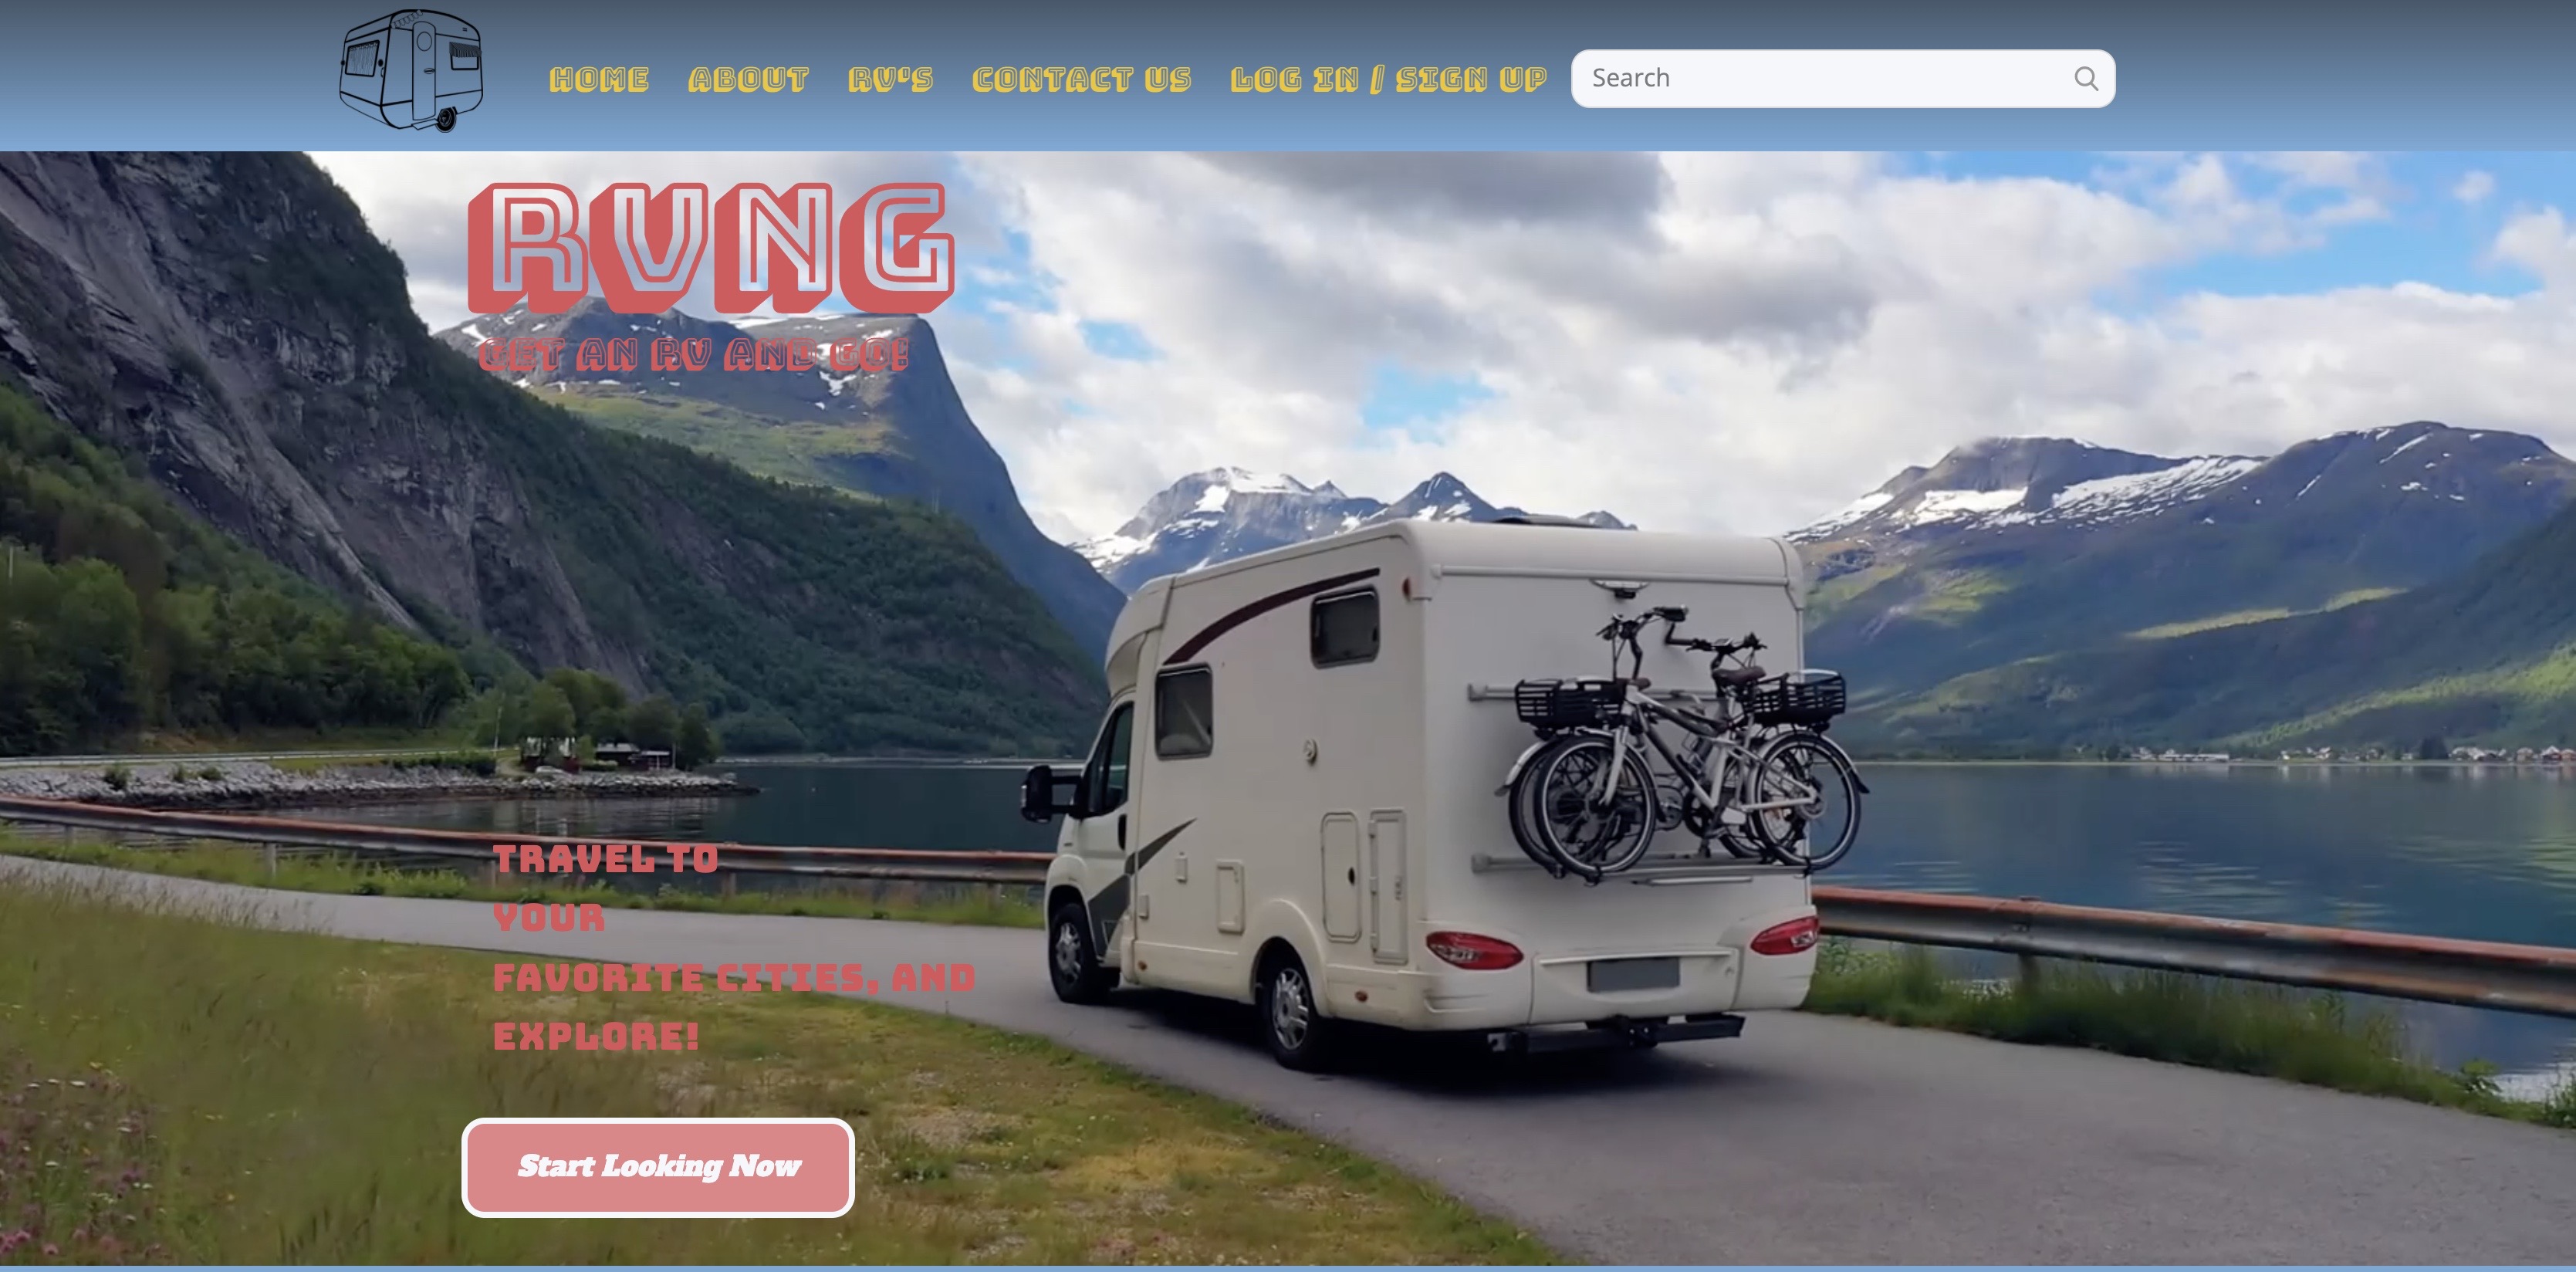 HOME
ABOUT
RV'S
CONTACT US
LOG IN / SIGN UP
Search
RVNG
GET AN RV AND GO!
TRAVEL TO
YOUR
FAVORITE CITIES, AND
EXPLORE!
Start Looking Now